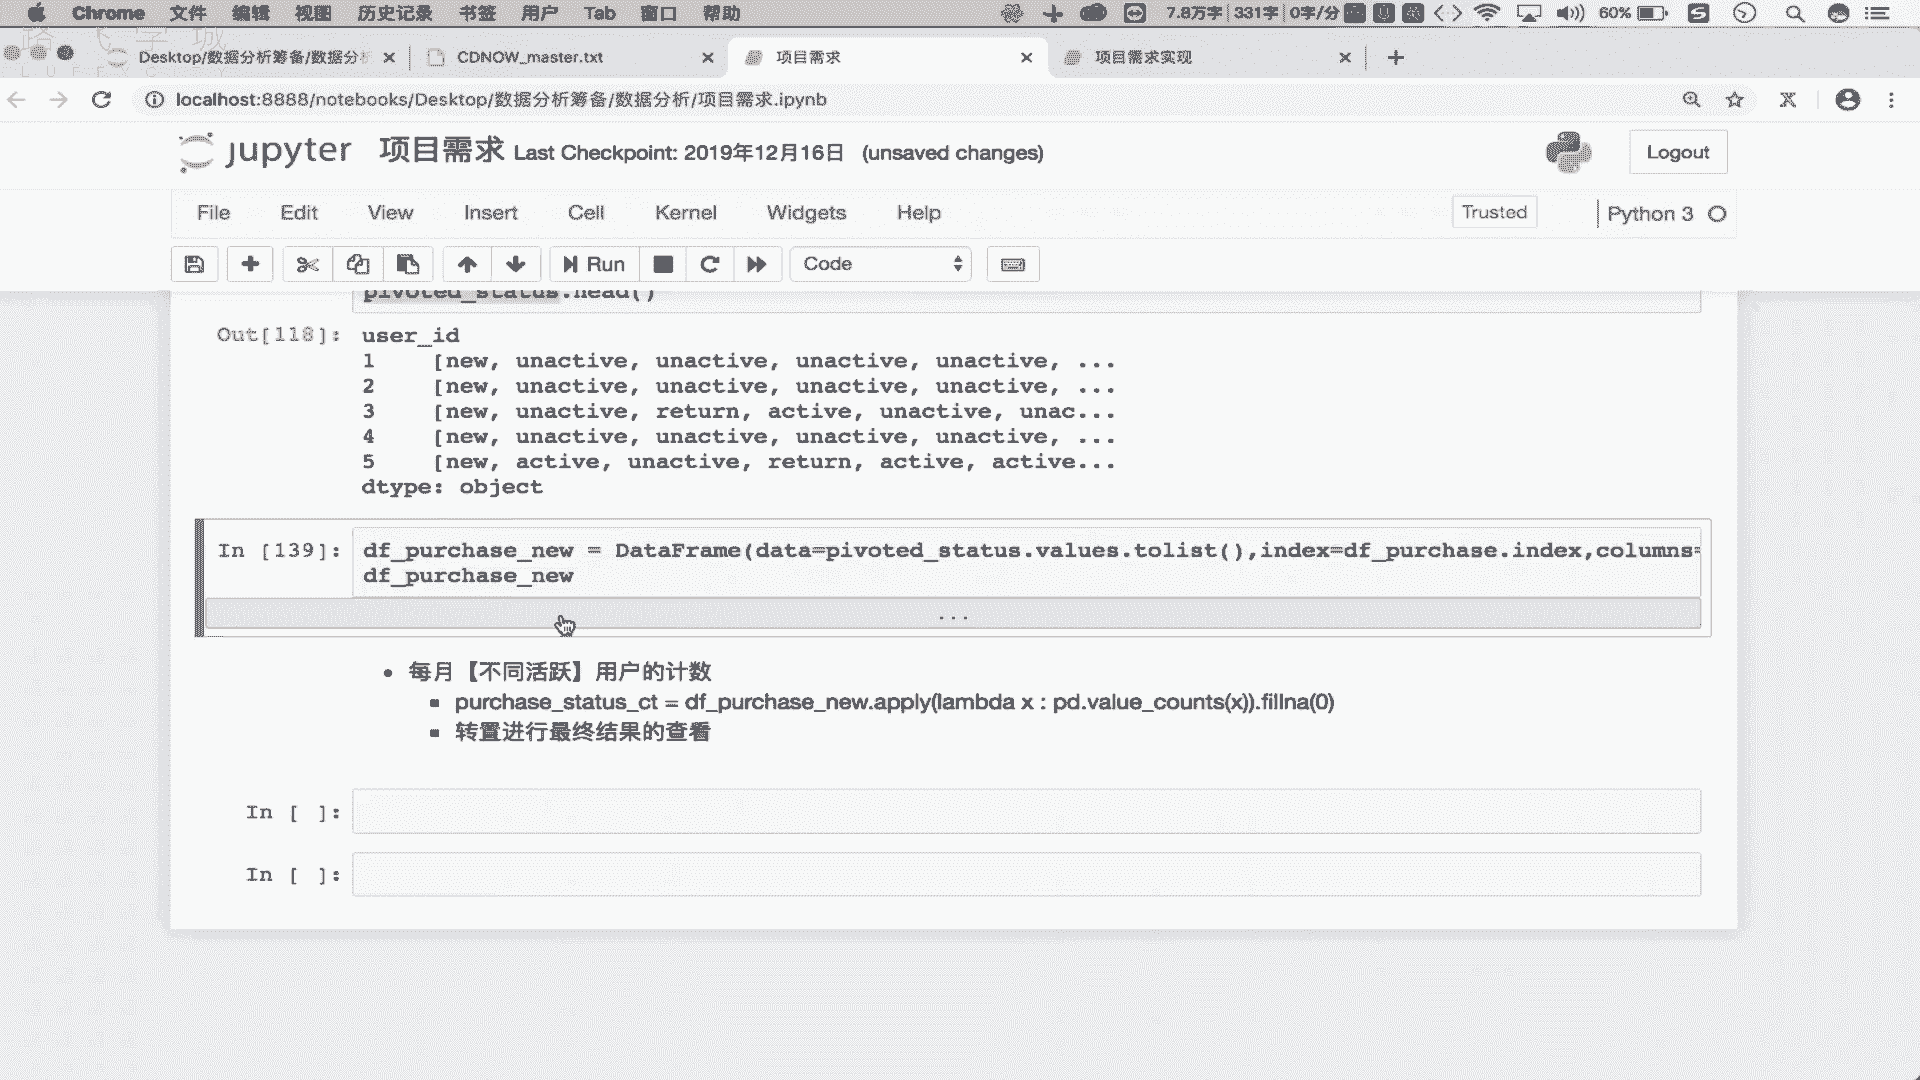 Chrome 文件 编辑 视图 历史记录 书签 用户 Tab 窗口 帮助 7.8万字 331字 0字/分 60%
Desktop/数据分析筹备/数据分析 CDNOW_master.txt 项目需求 项目需求实现
localhost:8888/notebooks/Desktop/数据分析筹备/数据分析/项目需求.ipynb
jupyter 项目需求 Last Checkpoint: 2019年12月16日 (unsaved changes) Logout
File Edit View Insert Cell Kernel Widgets Help Trusted Python 3
Run Code
pivoted_status.head()
Out[118]: user_id
1 [new, unactive, unactive, unactive, unactive, ...
2 [new, unactive, unactive, unactive, unactive, ...
3 [new, unactive, return, active, unactive, unac...
4 [new, unactive, unactive, unactive, unactive, ...
5 [new, active, unactive, return, active, active...
dtype: object
In [139]: df_purchase_new = DataFrame(data=pivoted_status.values.tolist(),index=df_purchase.index,columns=
df_purchase_new
...
• 每月【不同活跃】用户的计数
▪ purchase_status_ct = df_purchase_new.apply(lambda x : pd.value_counts(x)).fillna(0)
▪ 转置进行最终结果的查看
In [ ]:
In [ ]: